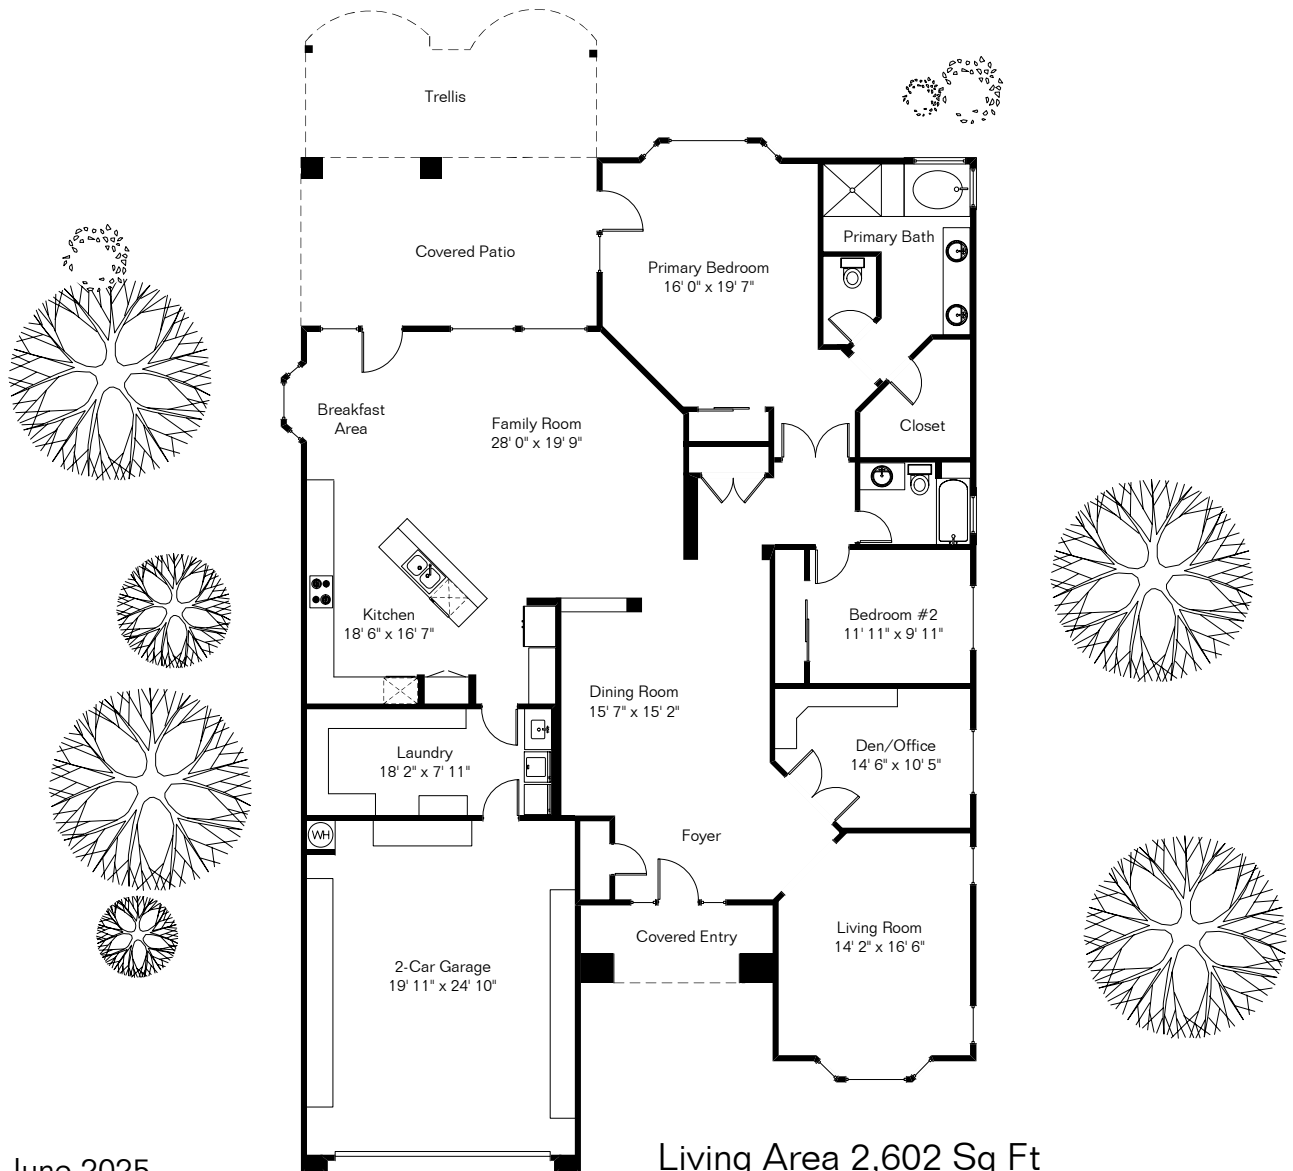 Trellis
Covered Patio
Primary Bath
Primary Bedroom
16' 0" x 19' 7"
Breakfast
Area
Family Room
28' 0" x 19' 9"
Closet
Kitchen
18' 6" x 16' 7"
Bedroom #2
11' 11" x 9' 11"
Dining Room
15' 7" x 15' 2"
Laundry
18' 2" x 7' 11"
Den/Office
14' 6" x 10' 5"
WH
Foyer
Covered Entry
Living Room
14' 2" x 16' 6"
2-Car Garage
19' 11" x 24' 10"
Living Area 2,602 Sq Ft
June 2025